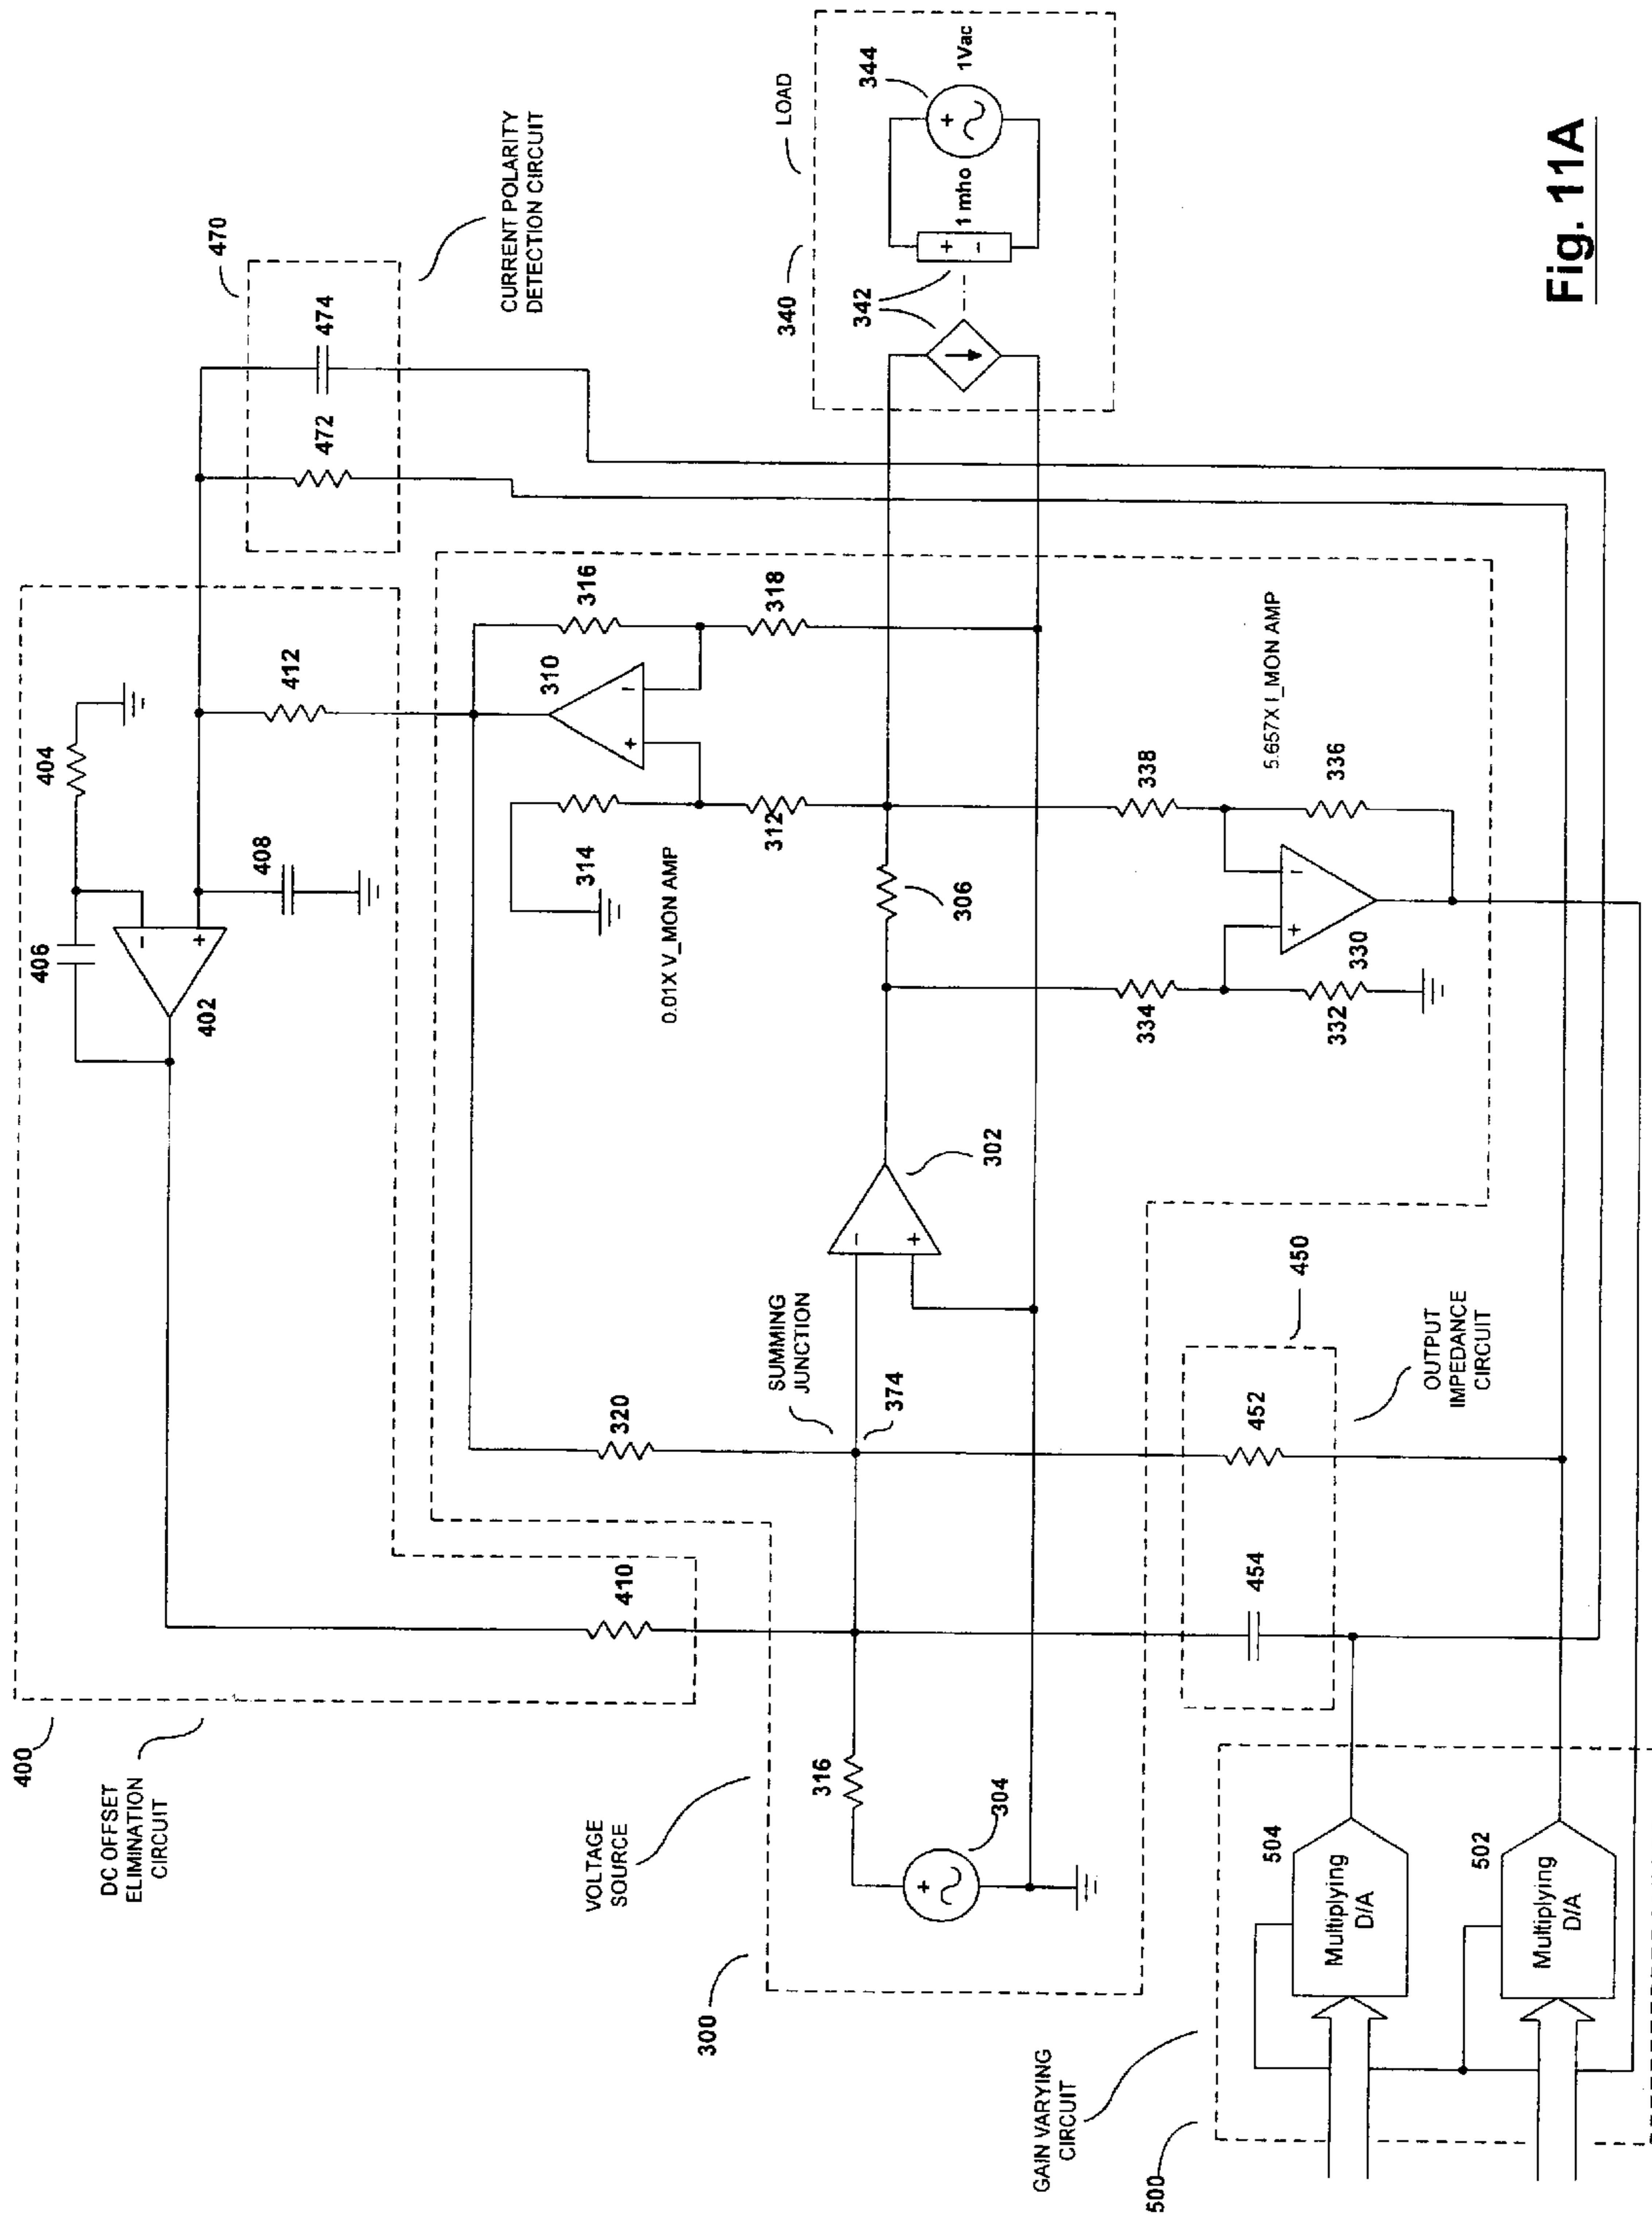 400
DC OFFSET
ELIMINATION
CIRCUIT
406
404
402
408
412
410
470
472
474
CURRENT POLARITY
DETECTION CIRCUIT
300
VOLTAGE
SOURCE
316
304
+
320
SUMMING
JUNCTION
374
302
-
+
310
316
318
314
312
0.01X V_MON AMP
306
334
332
330
338
336
5.657X I_MON AMP
340
LOAD
342
1 mho
+
-
344
+
1Vac
450
OUTPUT
IMPEDANCE
CIRCUIT
452
454
500
GAIN VARYING
CIRCUIT
504
Multiplying
D/A
502
Multiplying
D/A
Fig. 11A